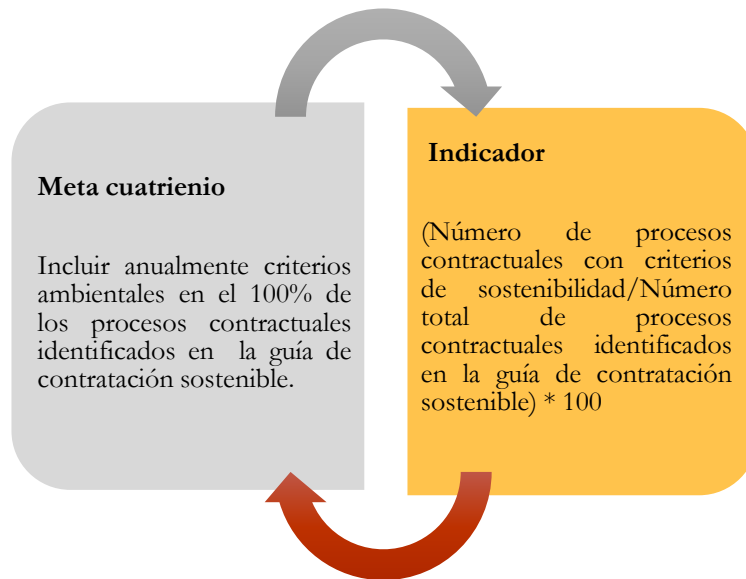 Meta cuatrienio
Incluir anualmente criterios
ambientales en el 100% de
los procesos contractuales
identificados en la guía de
contratación sostenible.
Indicador
(Número de procesos
contractuales con criterios
de sostenibilidad/Número
total de procesos
contractuales identificados
en la guía de contratación
sostenible) * 100